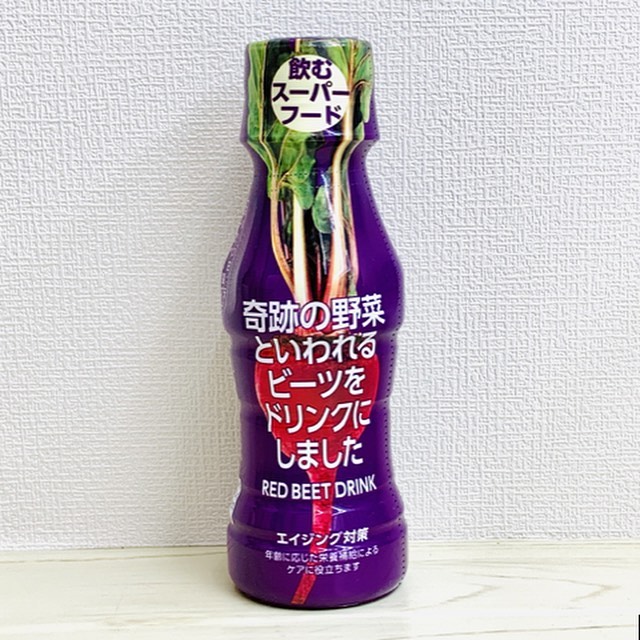 飲む
スーパー
フード
奇跡の野菜
といわれる
ビーツを
ドリンクに
しました
RED BEET DRINK
エイジング対策
年齢に応じた栄養補給による
ケアに役立ちます